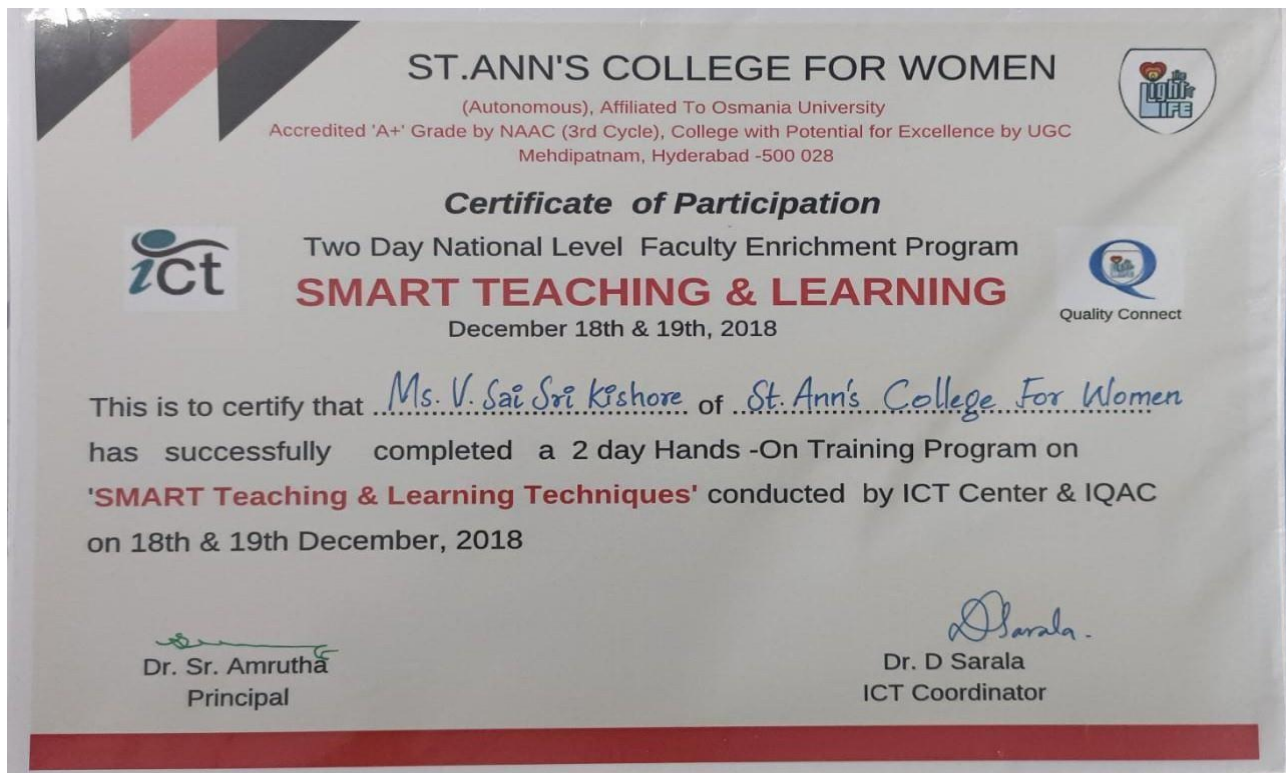 ST.ANN'S COLLEGE FOR WOMEN
the Light of LIFE
(Autonomous), Affiliated To Osmania University
Accredited 'A+' Grade by NAAC (3rd Cycle), College with Potential for Excellence by UGC
Mehdipatnam, Hyderabad -500 028
Certificate of Participation
ict
Two Day National Level Faculty Enrichment Program
SMART TEACHING & LEARNING
Quality Connect
December 18th & 19th, 2018
This is to certify that Ms. V. Sai Sri Kishore of St. Ann's College For Women
has successfully completed a 2 day Hands -On Training Program on
'SMART Teaching & Learning Techniques' conducted by ICT Center & IQAC
on 18th & 19th December, 2018
DSarala.
Dr. Sr. Amrutha
Principal
Dr. D Sarala
ICT Coordinator